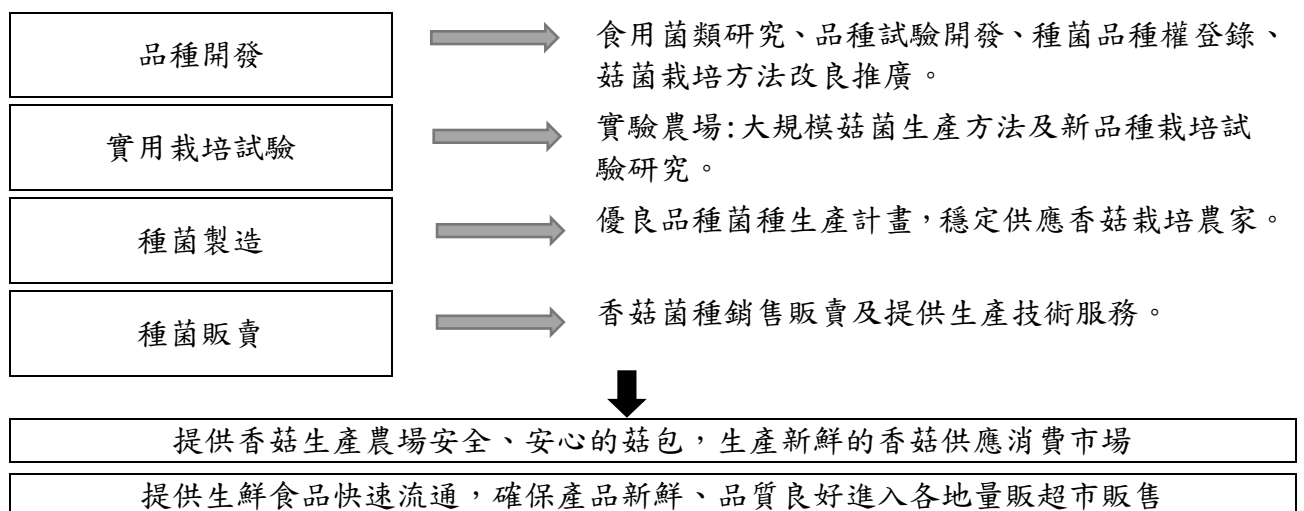 品種開發
食用菌類研究、品種試驗開發、種菌品種權登錄、
菇菌栽培方法改良推廣。
實用栽培試驗
實驗農場:大規模菇菌生產方法及新品種栽培試
驗研究。
種菌製造
優良品種菌種生產計畫，穩定供應香菇栽培農家。
種菌販賣
香菇菌種銷售販賣及提供生產技術服務。
提供香菇生產農場安全、安心的菇包，生產新鮮的香菇供應消費市場
提供生鮮食品快速流通，確保產品新鮮、品質良好進入各地量販超市販售